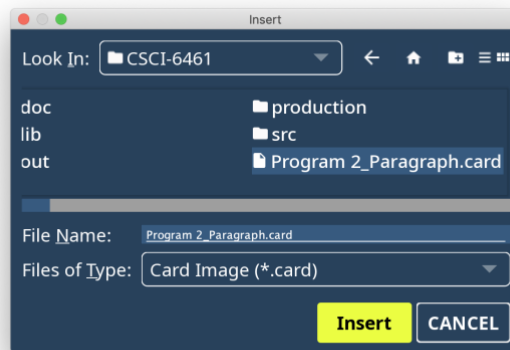 Insert
Look In: CSCI-6461
doc production
lib src
out Program 2_Paragraph.card
File Name: Program 2_Paragraph.card
Files of Type: Card Image (*.card)
Insert CANCEL